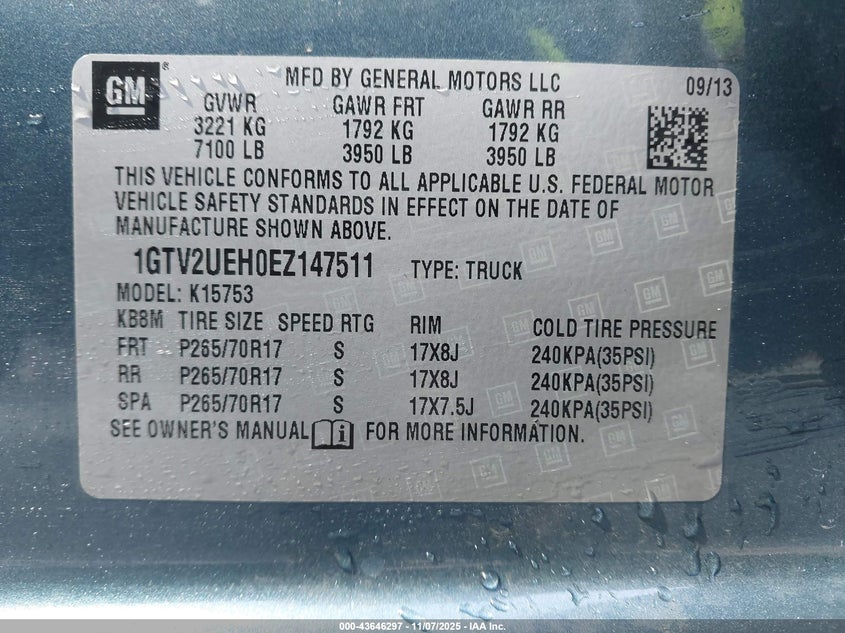 GM ® MFD BY GENERAL MOTORS LLC 09/13
GVWR GAWR FRT GAWR RR
3221 KG 1792 KG 1792 KG
7100 LB 3950 LB 3950 LB
THIS VEHICLE CONFORMS TO ALL APPLICABLE U.S. FEDERAL MOTOR
VEHICLE SAFETY STANDARDS IN EFFECT ON THE DATE OF
MANUFACTURE SHOWN ABOVE.
1GTV2UEH0EZ147511 TYPE: TRUCK
MODEL: K15753
KB8M TIRE SIZE SPEED RTG RIM COLD TIRE PRESSURE
FRT P265/70R17 S 17X8J 240KPA(35PSI)
RR P265/70R17 S 17X8J 240KPA(35PSI)
SPA P265/70R17 S 17X7.5J 240KPA(35PSI)
SEE OWNER'S MANUAL i FOR MORE INFORMATION.
000-43646297 - 11/07/2025 - IAA Inc.